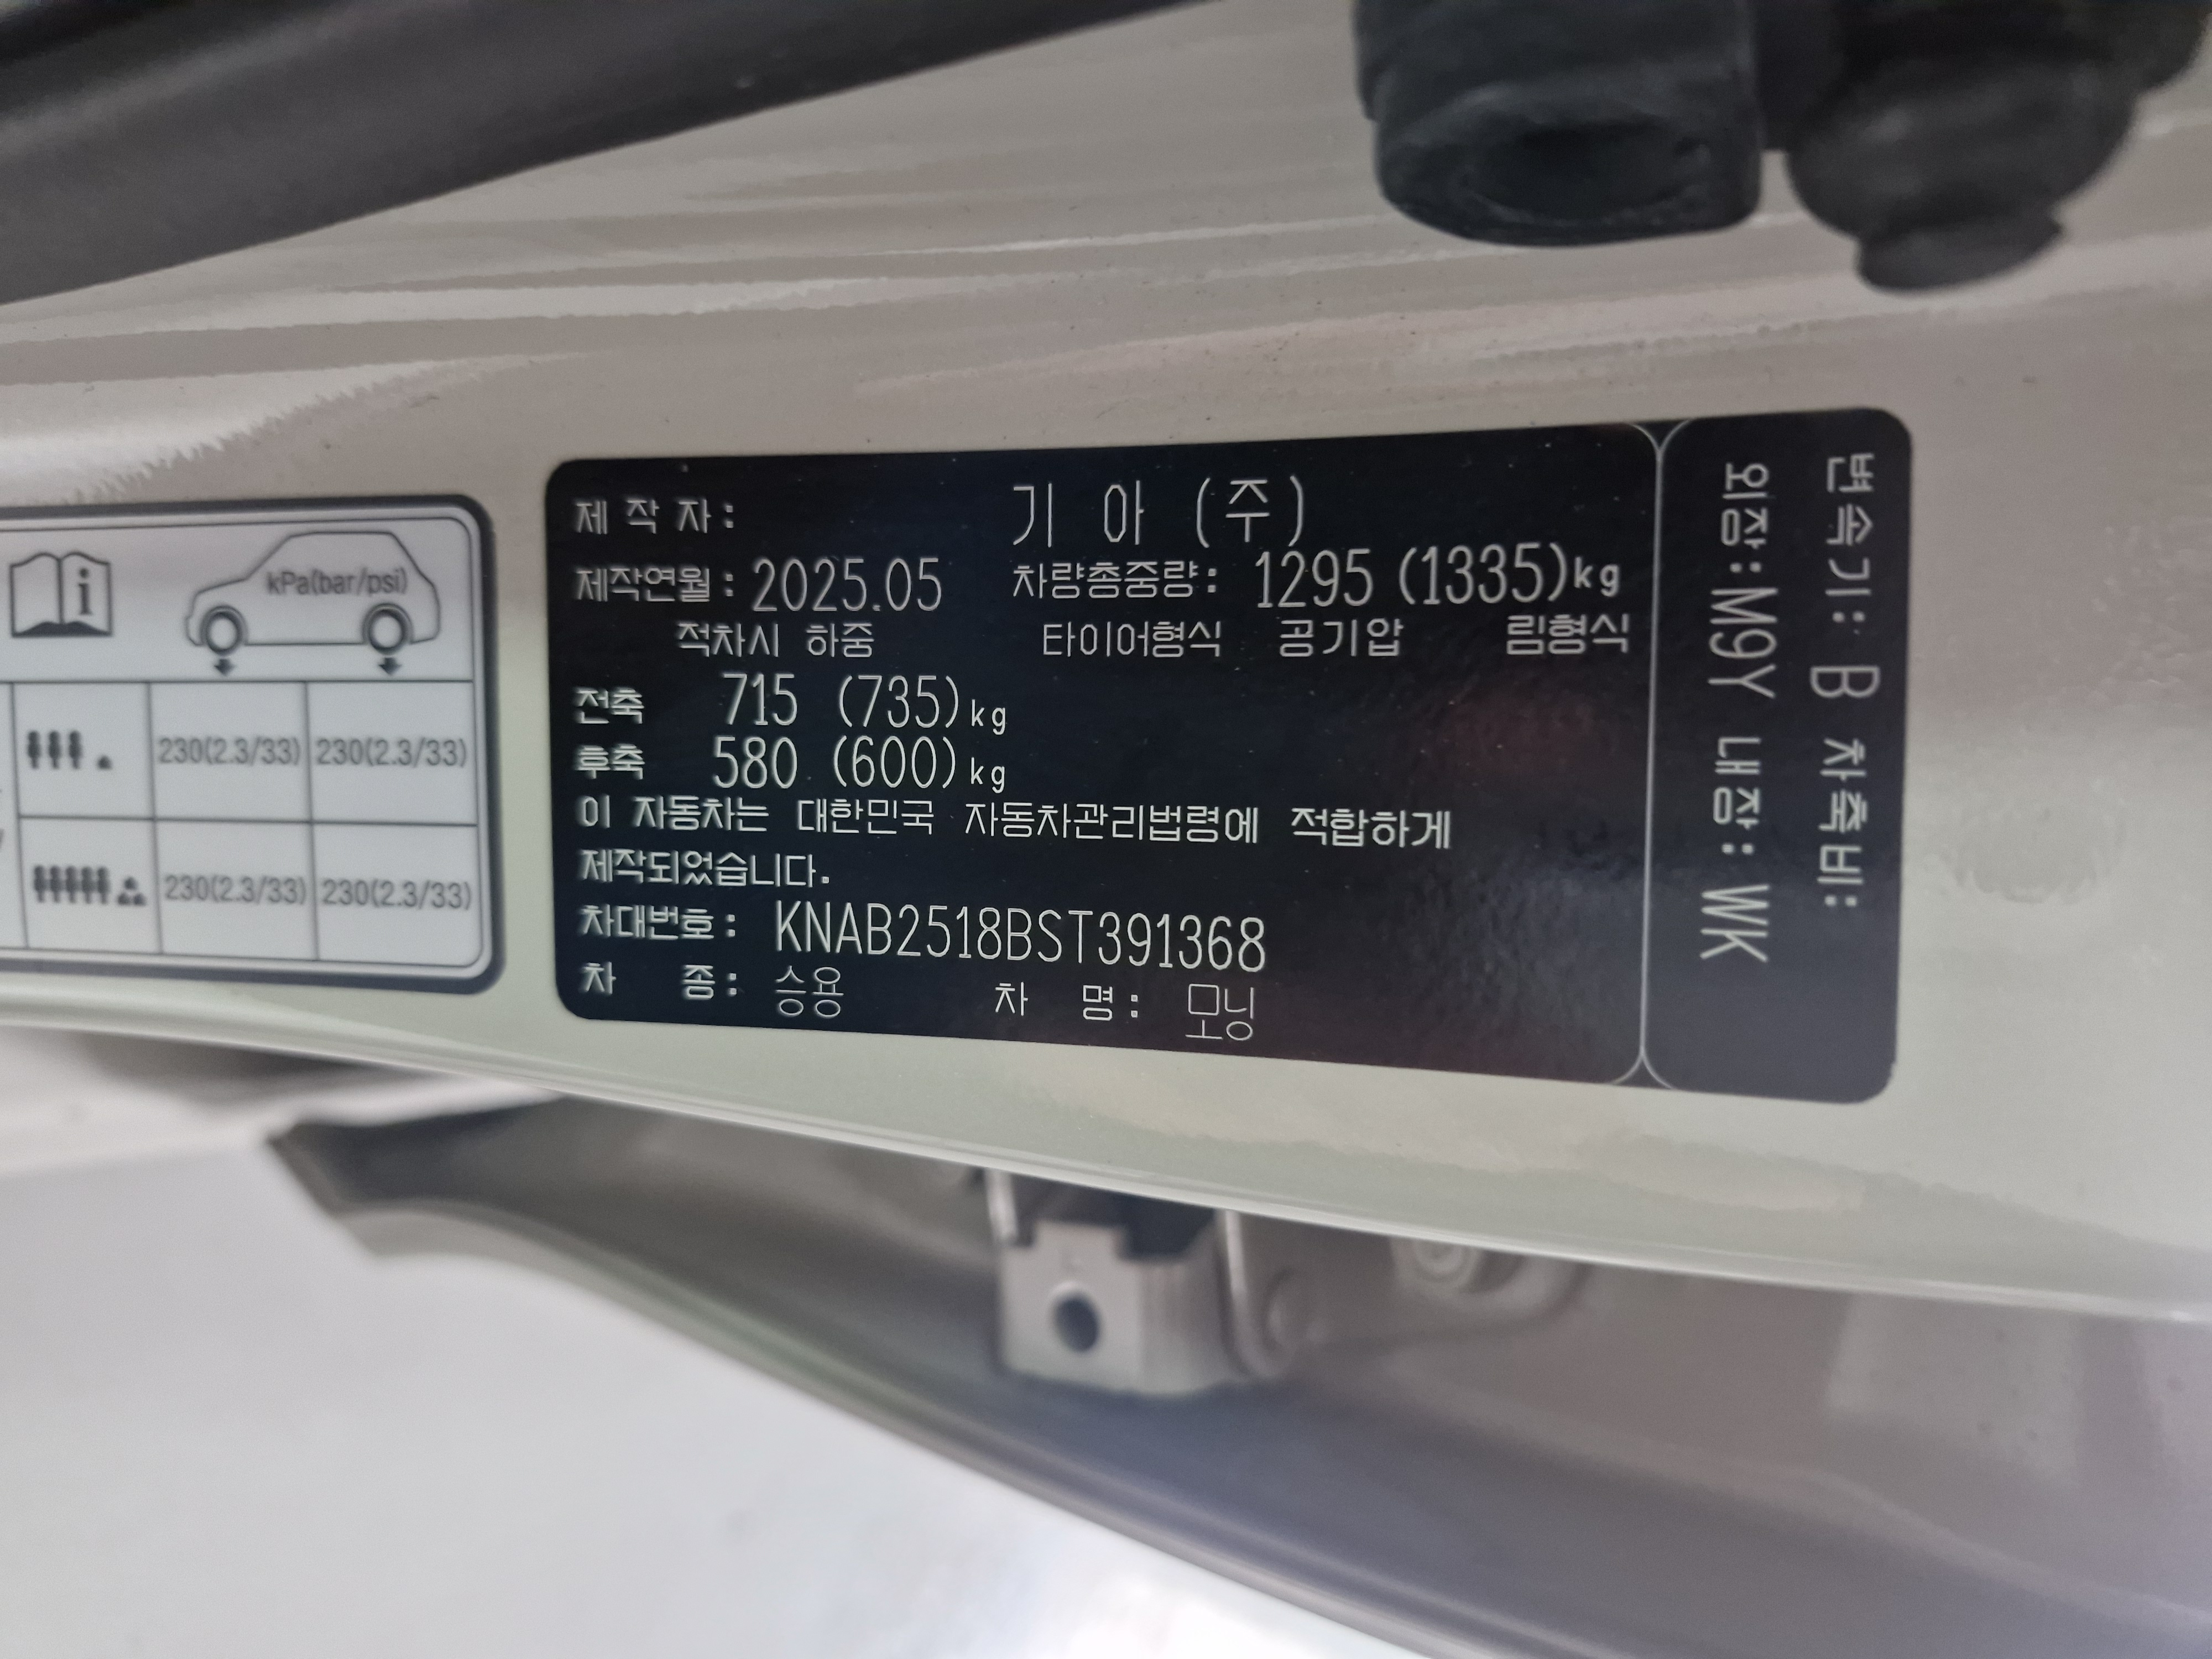 kPa(bar/psi)
230(2.3/33) 230(2.3/33)
230(2.3/33) 230(2.3/33)
제 작 자 : 기 아 (주)
제작연월 : 2025.05 차량총중량 : 1295 (1335)kg
적차시 하중 타이어형식 공기압 림형식
전축 715 (735)kg
후축 580 (600)kg
이 자동차는 대한민국 자동차관리법령에 적합하게
제작되었습니다.
차대번호 : KNAB2518BST391368
차 종 : 승용 차 명 : 모닝
변속기 : B 차축비 :
외장 : M9Y 내장 : WK